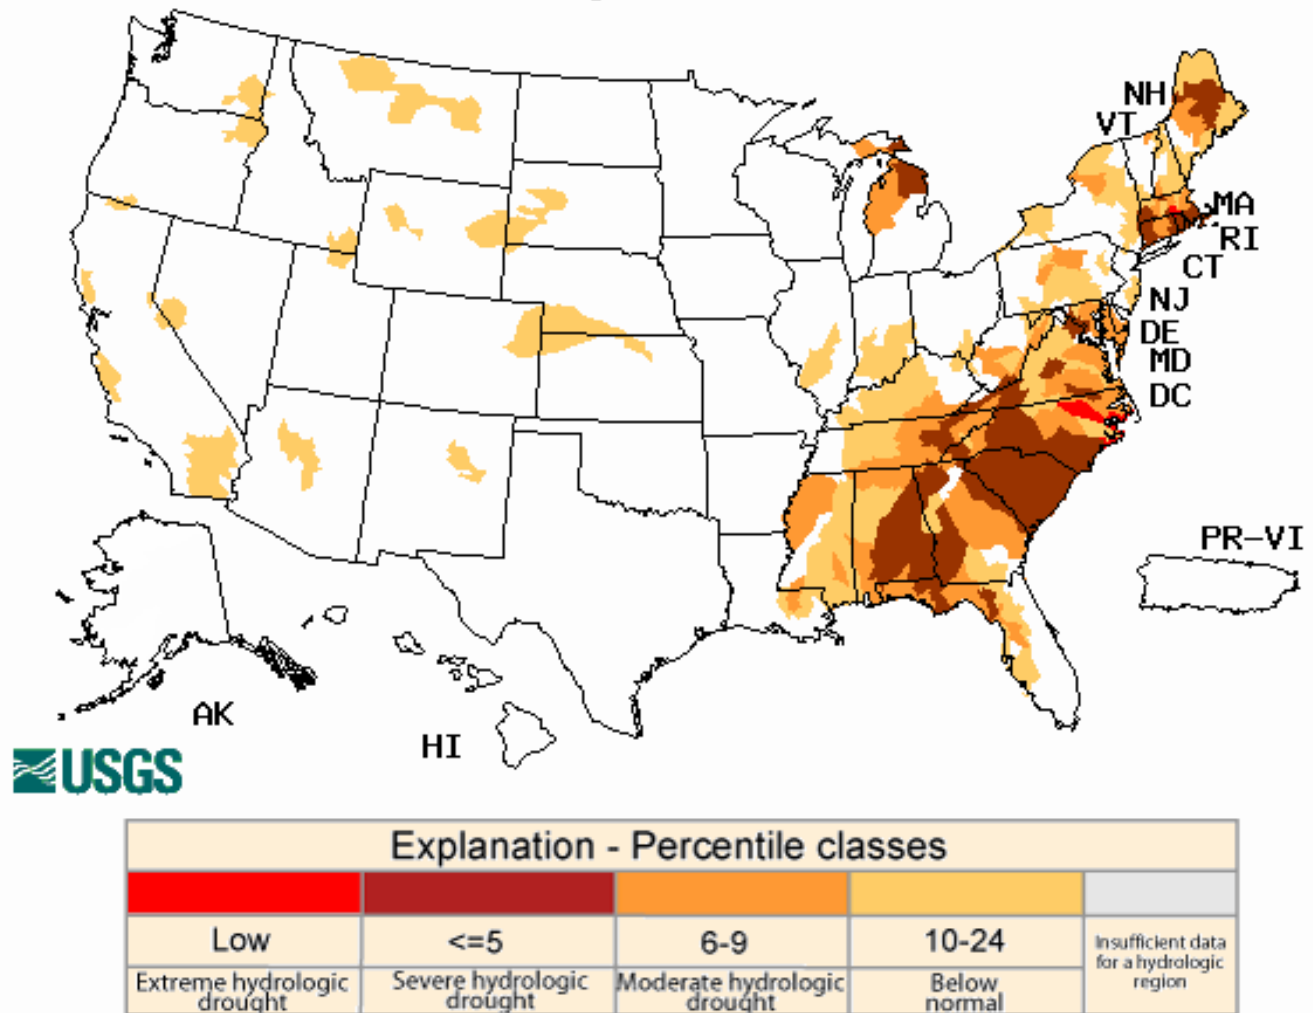 NH
VT
MA
RI
CT
NJ
DE
MD
DC
PR-VI
AK
HI
USGS
Explanation - Percentile classes
Low <=5 6-9 10-24 Insufficient data for a hydrologic region
Extreme hydrologic drought Severe hydrologic drought Moderate hydrologic drought Below normal